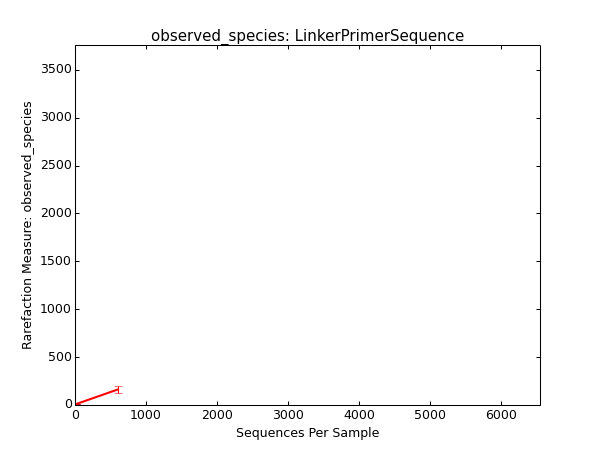 observed_species: LinkerPrimerSequence
Rarefaction Measure: observed_species
3500
3000
2500
2000
1500
1000
500
0
0 1000 2000 3000 4000 5000 6000
Sequences Per Sample